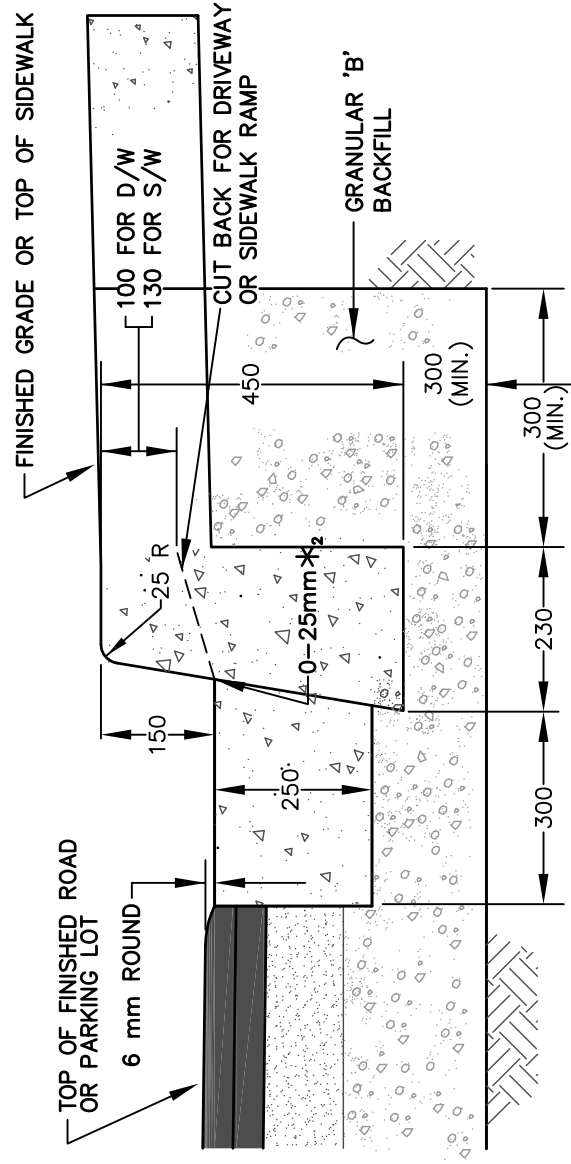 FINISHED GRADE OR TOP OF SIDEWALK
TOP OF FINISHED ROAD
OR PARKING LOT
6 mm ROUND
150
25 R
100 FOR D/W
130 FOR S/W
CUT BACK FOR DRIVEWAY
OR SIDEWALK RAMP
450
GRANULAR 'B'
BACKFILL
250
0-25mm*2
300
(MIN.)
300
230
300
(MIN.)